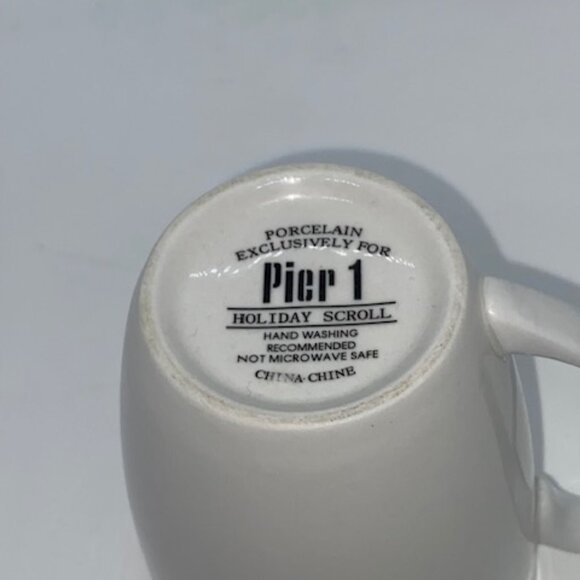 PORCELAIN
EXCLUSIVELY FOR
Pier 1
HOLIDAY SCROLL
HAND WASHING
RECOMMENDED
NOT MICROWAVE SAFE
CHINA·CHINE